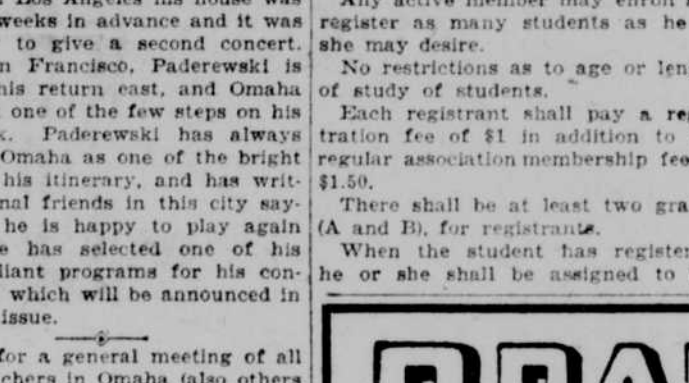 Los Angeles his house was
weeks in advance and it was
to give a second concert.
Francisco, Paderewski is
his return east, and Omaha
one of the few steps on his
Paderewski has always
Omaha as one of the bright
his itinerary, and has writ-
friends in this city say-
he is happy to play again
has selected one of his
programs for his con-
which will be announced in
issue.
for a general meeting of all
in Omaha (also others
Any active member may enroll
register as many students as he
she may desire.
No restrictions as to age or
of study of students.
Each registrant shall pay a
tration fee of $1 in addition to
regular association membership fee
$1.50.
There shall be at least two
(A and B), for registrants.
When the student has
he or she shall be assigned to